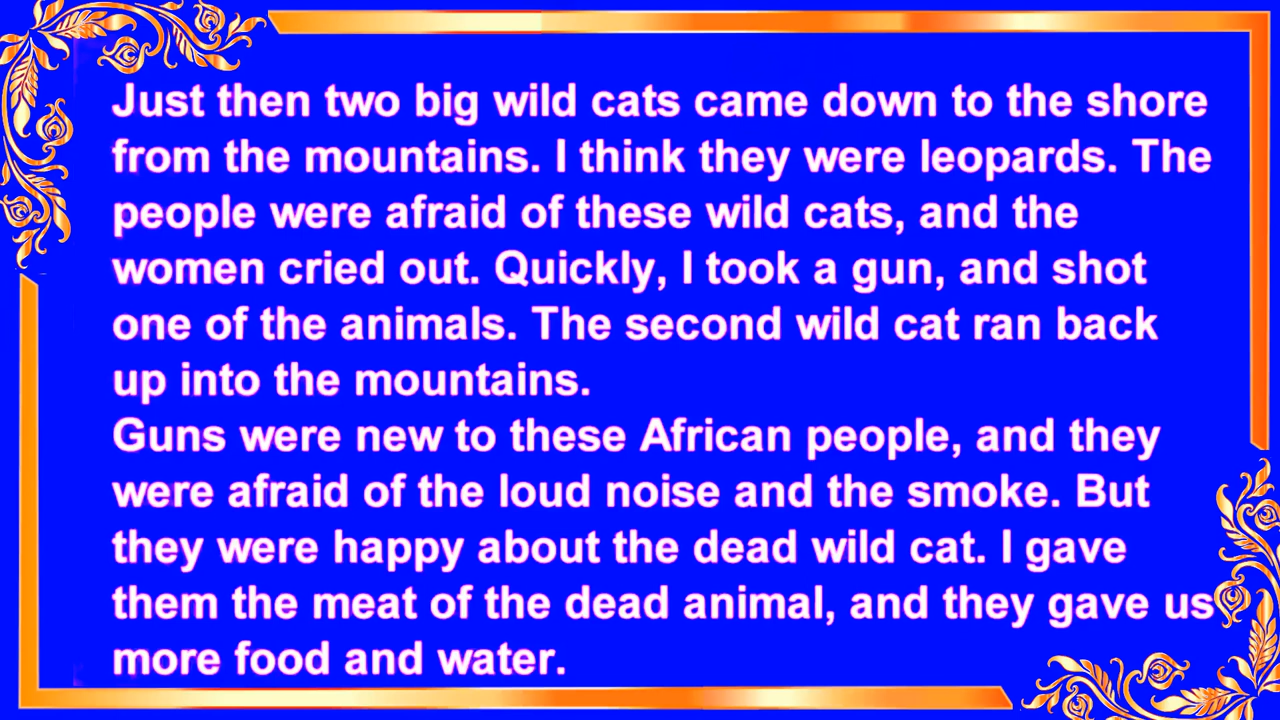 Just then two big wild cats came down to the shore
from the mountains. I think they were leopards. The
people were afraid of these wild cats, and the
women cried out. Quickly, I took a gun, and shot
one of the animals. The second wild cat ran back
up into the mountains.
Guns were new to these African people, and they
were afraid of the loud noise and the smoke. But
they were happy about the dead wild cat. I gave
them the meat of the dead animal, and they gave us
more food and water.